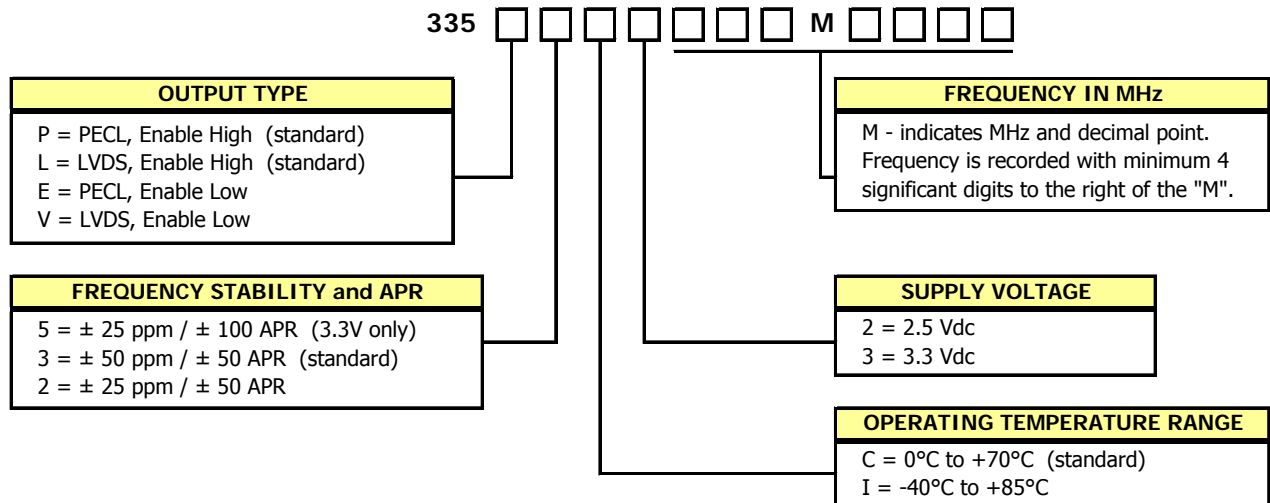 335 M
OUTPUT TYPE
P = PECL, Enable High (standard)
L = LVDS, Enable High (standard)
E = PECL, Enable Low
V = LVDS, Enable Low
FREQUENCY IN MHz
M - indicates MHz and decimal point.
Frequency is recorded with minimum 4
significant digits to the right of the "M".
FREQUENCY STABILITY and APR
5 = ± 25 ppm / ± 100 APR (3.3V only)
3 = ± 50 ppm / ± 50 APR (standard)
2 = ± 25 ppm / ± 50 APR
SUPPLY VOLTAGE
2 = 2.5 Vdc
3 = 3.3 Vdc
OPERATING TEMPERATURE RANGE
C = 0°C to +70°C (standard)
I = -40°C to +85°C